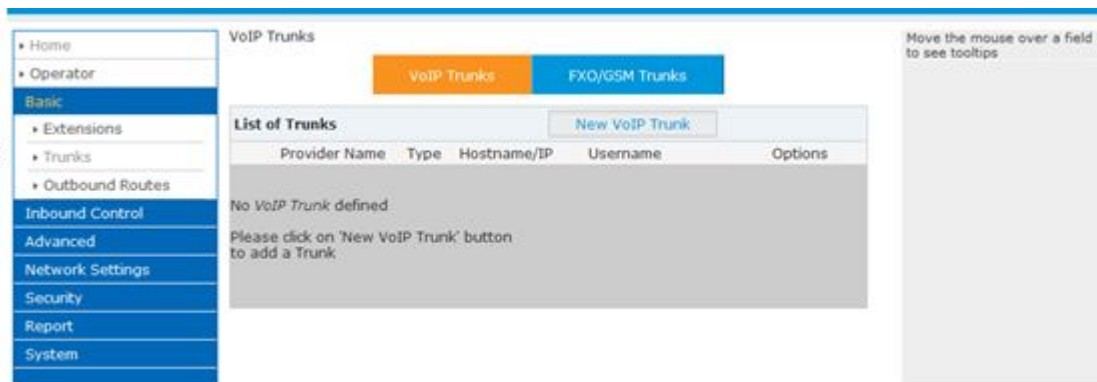 Home
Operator
Basic
Extensions
Trunks
Outbound Routes
Inbound Control
Advanced
Network Settings
Security
Report
System
VoIP Trunks
VoIP Trunks
FXO/GSM Trunks
List of Trunks
New VoIP Trunk
Provider Name Type Hostname/IP Username Options
No VoIP Trunk defined
Please click on 'New VoIP Trunk' button
to add a Trunk
Move the mouse over a field
to see tooltips